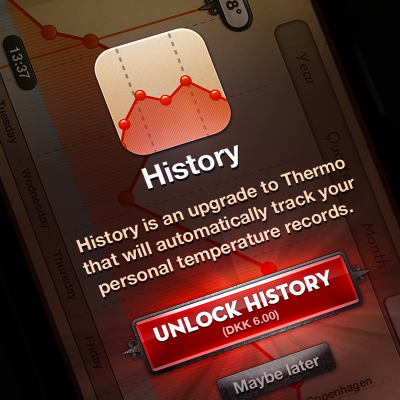 8°
13:37
Year
Tuesday
History
Wednesday
History is an upgrade to Thermo
that will automatically track your
personal temperature records.
Month
Thursday
UNLOCK HISTORY
(DKK 6.00)
Friday
Maybe later
Copenhagen